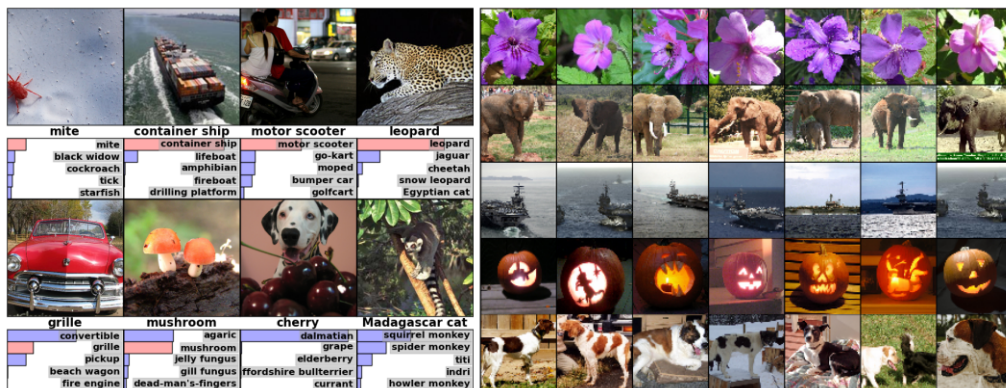 mite
container ship
motor scooter
leopard
mite
black widow
cockroach
tick
starfish
container ship
lifeboat
amphibian
fireboat
drilling platform
motor scooter
go-kart
moped
bumper car
golfcart
leopard
jaguar
cheetah
snow leopard
Egyptian cat
grille
mushroom
cherry
Madagascar cat
convertible
grille
pickup
beach wagon
fire engine
agaric
mushroom
jelly fungus
gill fungus
dead-man's-fingers
dalmatian
grape
elderberry
ffordshire bullterrier
currant
squirrel monkey
spider monkey
titi
indri
howler monkey